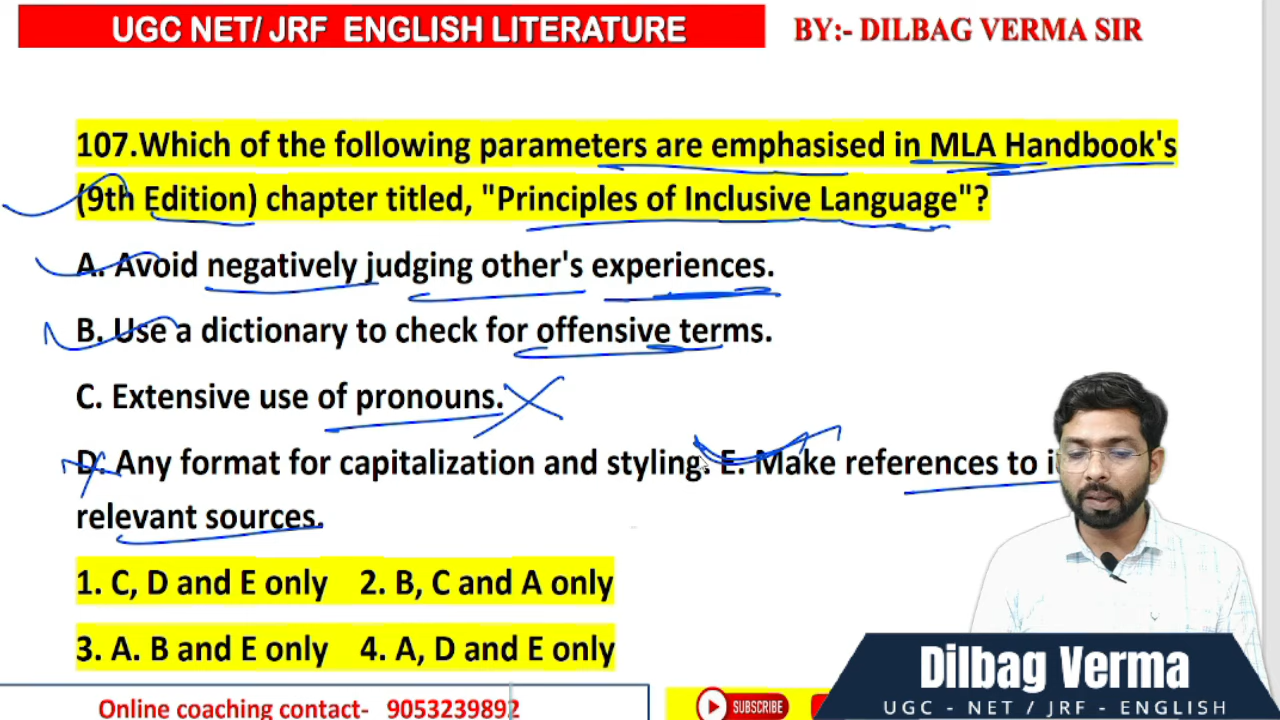 UGC NET/ JRF ENGLISH LITERATURE
BY:- DILBAG VERMA SIR
107.Which of the following parameters are emphasised in MLA Handbook's
(9th Edition) chapter titled, "Principles of Inclusive Language"?
A. Avoid negatively judging other's experiences.
B. Use a dictionary to check for offensive terms.
C. Extensive use of pronouns.
D. Any format for capitalization and styling. E. Make references to
relevant sources.
1. C, D and E only 2. B, C and A only
3. A. B and E only 4. A, D and E only
Online coaching contact- 9053239892
SUBSCRIBE
Dilbag Verma
UGC - NET / JRF - ENGLISH